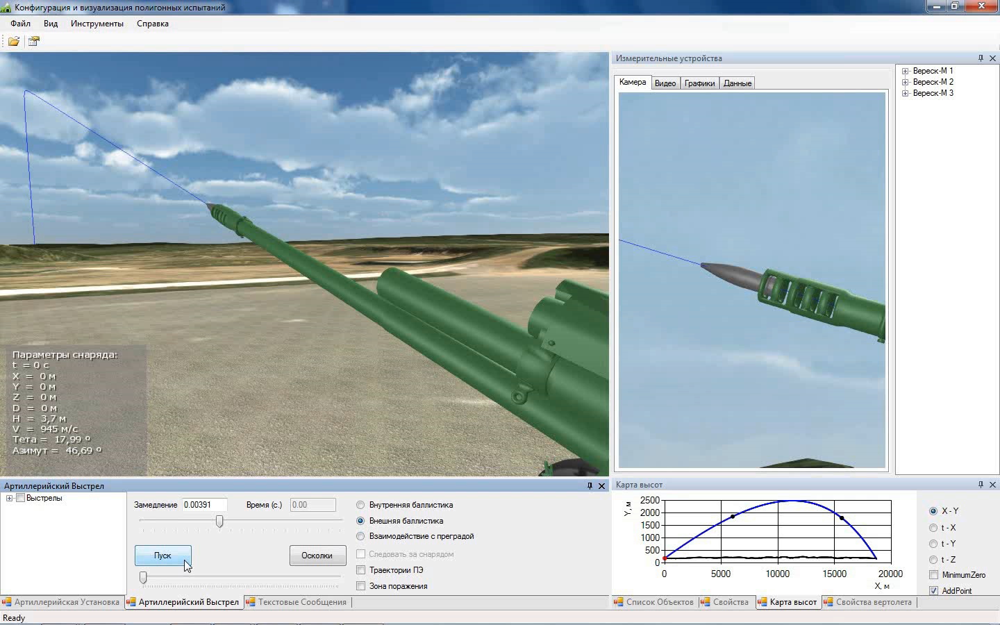 Конфигурация и визуализация полигонных испытаний
Файл Вид Инструменты Справка
Параметры снаряда:
t = 0 с
X = 0 м
Y = 0 м
Z = 0 м
D = 0 м
H = 3,7 м
V = 945 м/с
Тета = 17,99 º
Азимут = 46,69 º
Измерительные устройства
Камера Видео Графики Данные
Вереск-М 1
Вереск-М 2
Вереск-М 3
Артиллерийский Выстрел
Выстрелы
Замедление 0.00391 Время (с.) 0.00
Пуск
Осколки
Внутренняя баллистика
Внешняя баллистика
Взаимодействие с преградой
Следовать за снарядом
Траектории ПЭ
Зона поражения
Артиллерийская Установка Артиллерийский Выстрел Текстовые Сообщения
Карта высот
Y, м
2500
2000
1500
1000
500
0
0 5000 10000 15000 20000
X, м
X - Y
t - X
t - Y
t - Z
MinimumZero
AddPoint
Список Объектов Свойства Карта высот Свойства вертолета
Ready